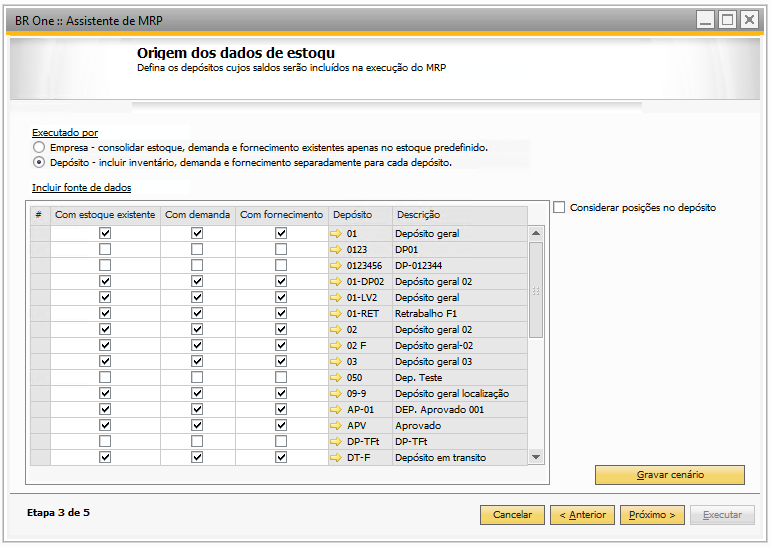 BR One :: Assistente de MRP
Origem dos dados de estoqu
Defina os depósitos cujos saldos serão incluídos na execução do MRP
Executado por
Empresa - consolidar estoque, demanda e fornecimento existentes apenas no estoque predefinido.
Depósito - incluir inventário, demanda e fornecimento separadamente para cada depósito.
Incluir fonte de dados
# Com estoque existente Com demanda Com fornecimento Depósito Descrição
Considerar posições no depósito
01 Depósito geral
0123 DP01
0123456 DP-012344
01-DP02 Depósito geral 02
01-LV2 Depósito geral
01-RET Retrabalho F1
02 Depósito geral 02
02 F Depósito geral-02
03 Depósito geral 03
050 Dep. Teste
09-9 Depósito geral localização
AP-01 DEP. Aprovado 001
APV Aprovado
DP-TFt DP-TFt
DT-F Depósito em transito
Gravar cenário
Etapa 3 de 5
Cancelar
< Anterior
Próximo >
Executar